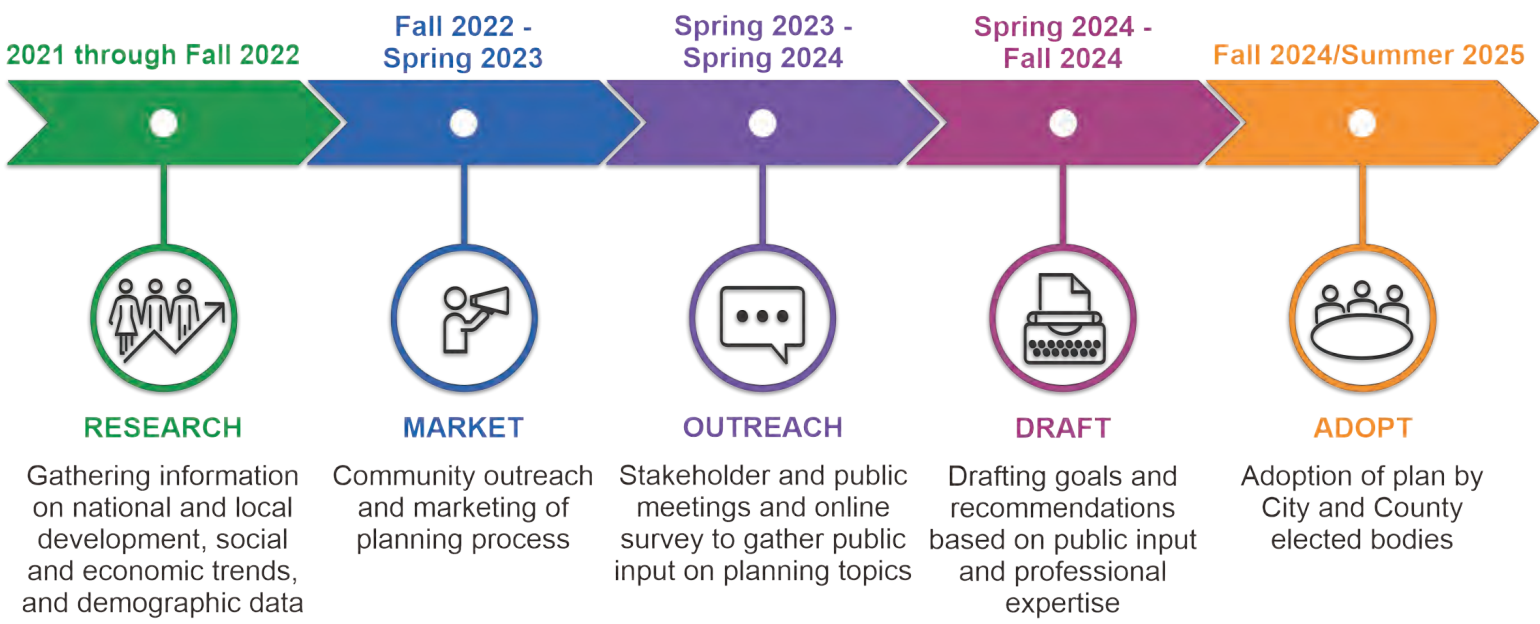 2021 through Fall 2022
Fall 2022 -
Spring 2023
Spring 2023 -
Spring 2024
Spring 2024 -
Fall 2024
Fall 2024/Summer 2025
RESEARCH
Gathering information
on national and local
development, social
and economic trends,
and demographic data
MARKET
Community outreach
and marketing of
planning process
OUTREACH
Stakeholder and public
meetings and online
survey to gather public
input on planning topics
DRAFT
Drafting goals and
recommendations
based on public input
and professional
expertise
ADOPT
Adoption of plan by
City and County
elected bodies